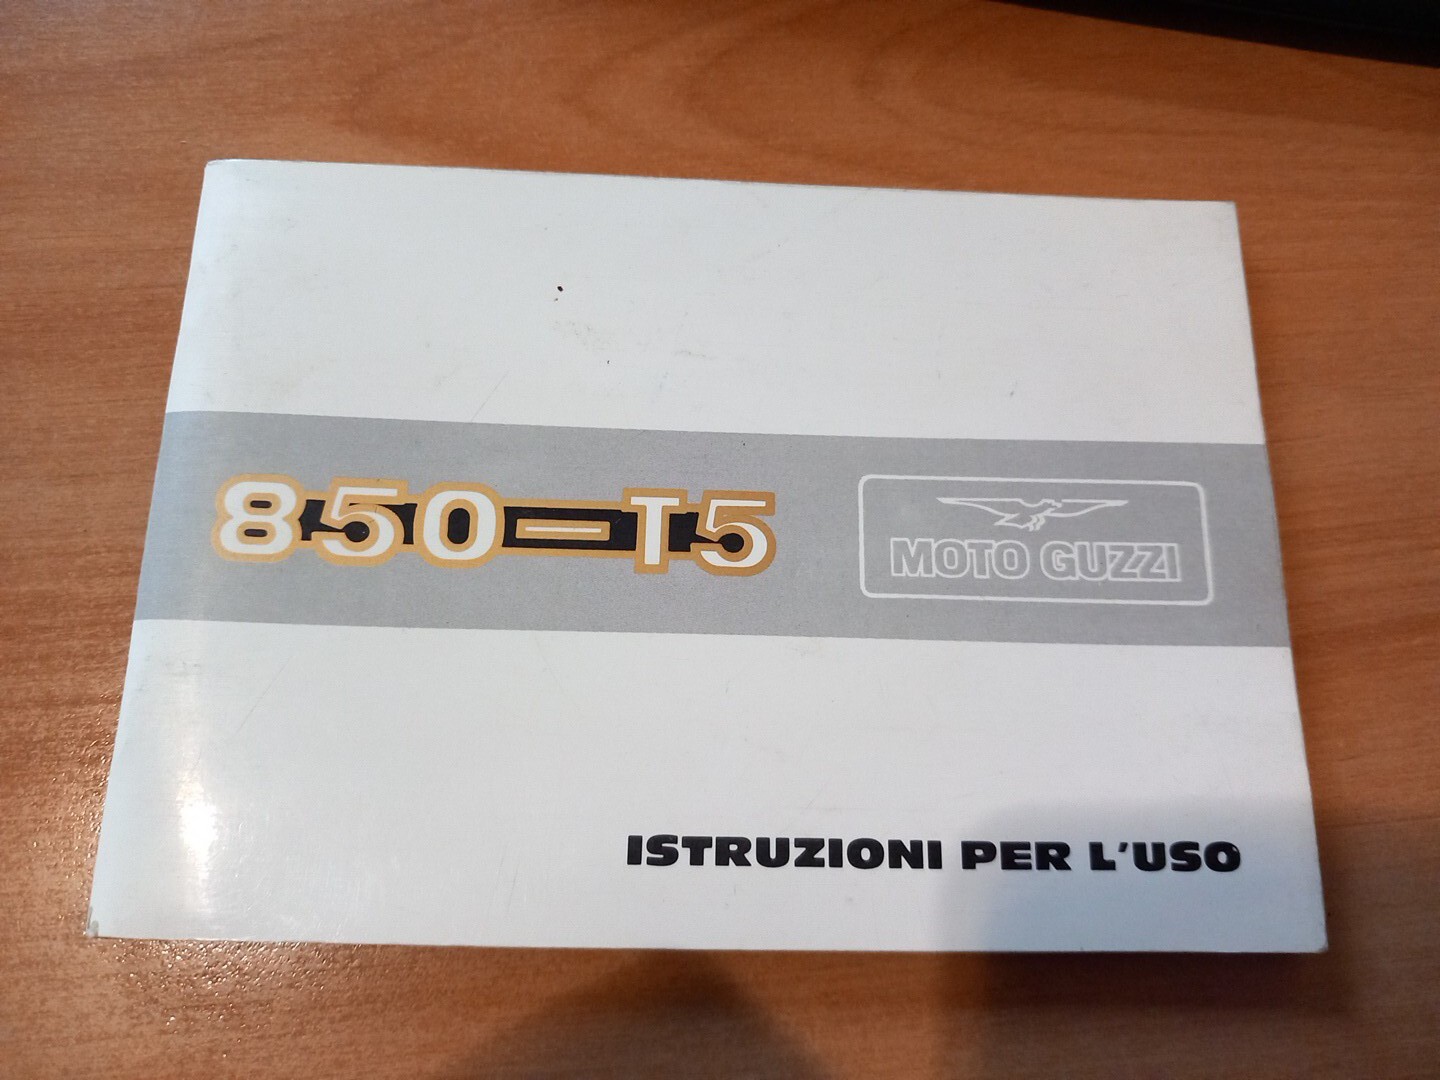 850-T5
MOTO GUZZI
ISTRUZIONI PER L'USO